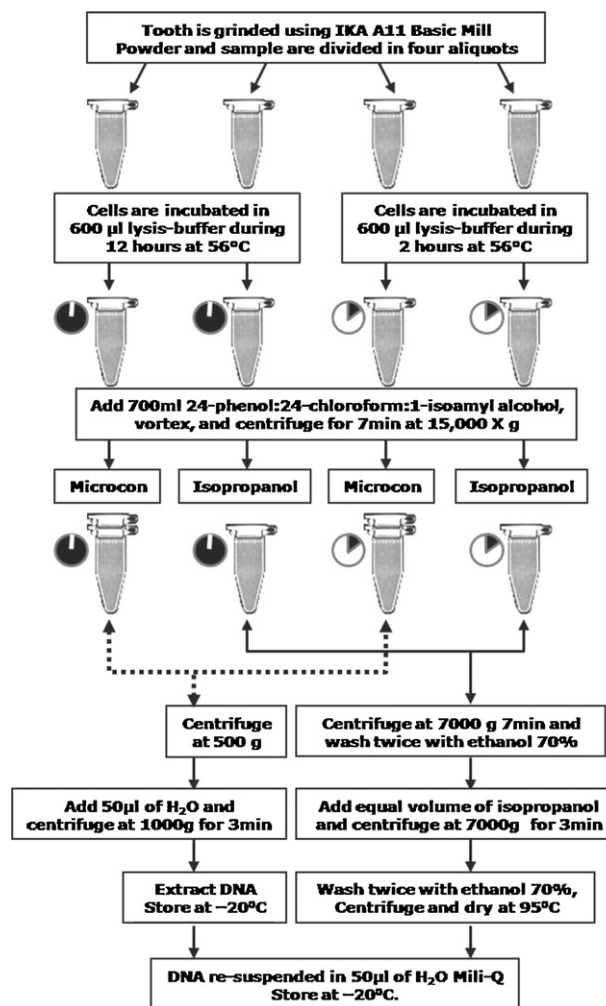 Tooth is grinded using IKA A11 Basic Mill
Powder and sample are divided in four aliquots
Cells are incubated in
600 µl lysis-buffer during
12 hours at 56ºC
Cells are incubated in
600 µl lysis-buffer during
2 hours at 56ºC
Add 700ml 24-phenol:24-chloroform:1-isoamyl alcohol,
vortex, and centrifuge for 7min at 15,000 X g
Microcon
Isopropanol
Microcon
Isopropanol
Centrifuge
at 500 g
Centrifuge at 7000 g 7min and
wash twice with ethanol 70%
Add 50µl of H₂O and
centrifuge at 1000g for 3min
Add equal volume of isopropanol
and centrifuge at 7000g for 3min
Extract DNA
Store at –20ºC
Wash twice with ethanol 70%,
Centrifuge and dry at 95ºC
DNA re-suspended in 50µl of H₂O Mili-Q
Store at –20ºC.